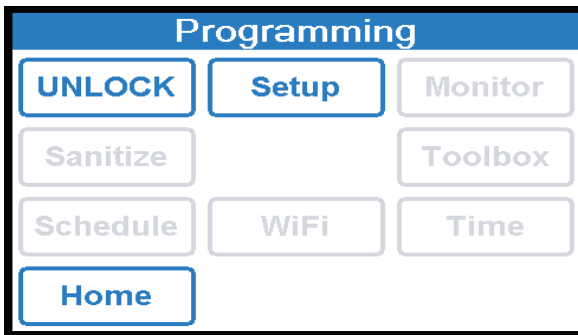 Programming
UNLOCK Setup Monitor
Sanitize Toolbox
Schedule WiFi Time
Home